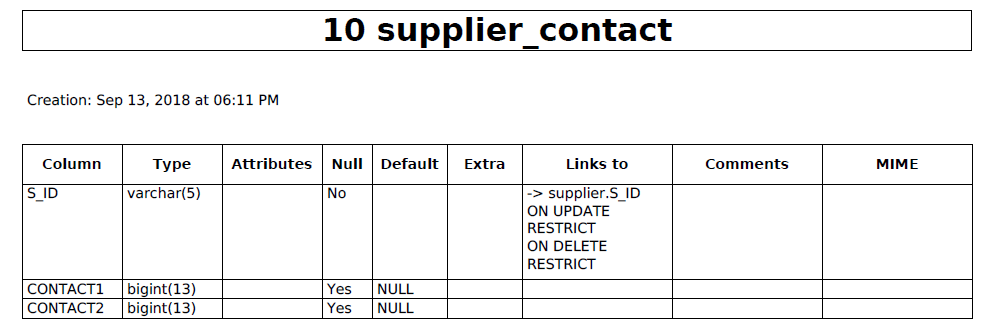 10 supplier_contact
Creation: Sep 13, 2018 at 06:11 PM
Column Type Attributes Null Default Extra Links to Comments MIME
S_ID varchar(5) No -> supplier.S_ID
ON UPDATE
RESTRICT
ON DELETE
RESTRICT
CONTACT1 bigint(13) Yes NULL
CONTACT2 bigint(13) Yes NULL